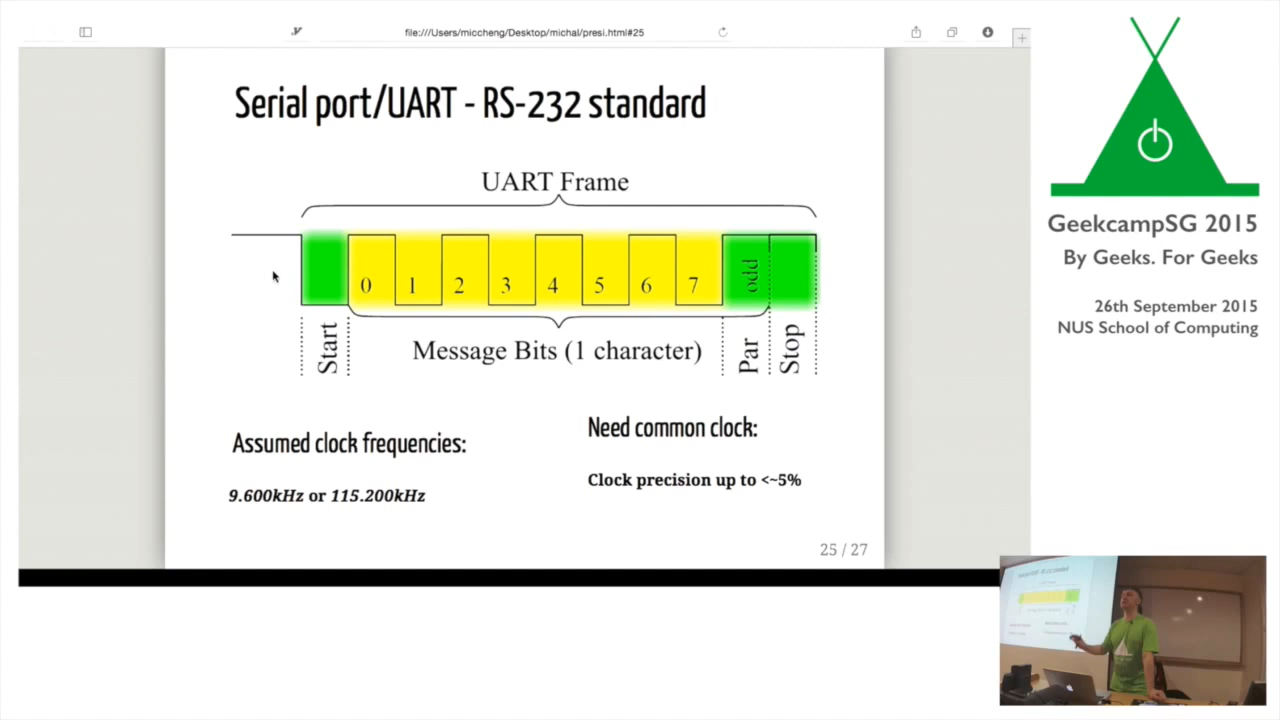 file:///Users/miccheng/Desktop/michal/presi.html#25
Serial port/UART - RS-232 standard
UART Frame
0 1 2 3 4 5 6 7 odd
Start
Message Bits (1 character)
Par
Stop
Assumed clock frequencies:
9.600kHz or 115.200kHz
Need common clock:
Clock precision up to <~5%
25 / 27
GeekcampSG 2015
By Geeks. For Geeks
26th September 2015
NUS School of Computing